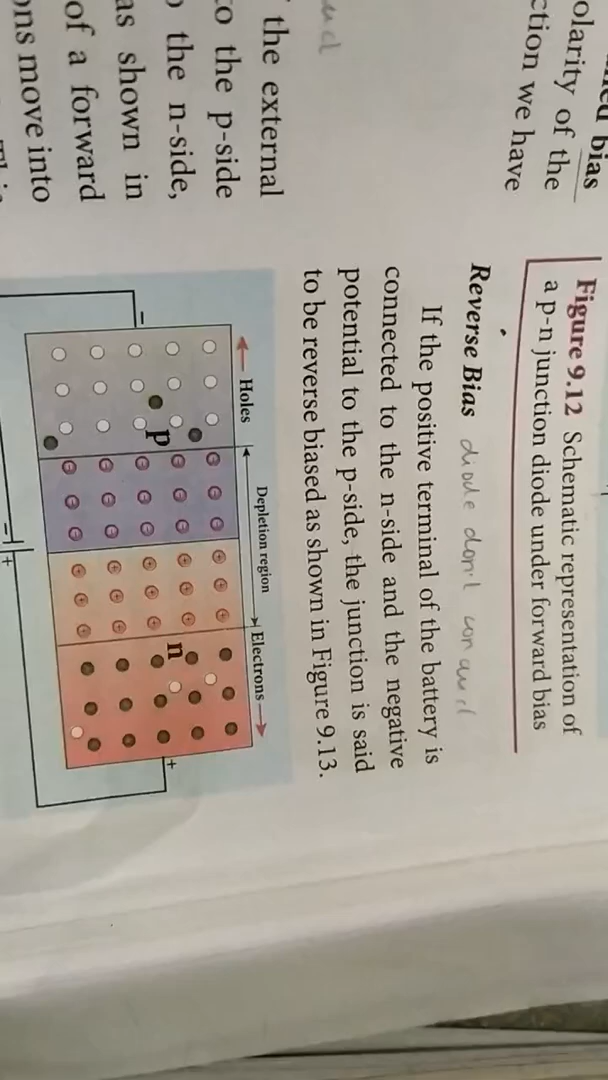 bias
olarity of the
ction we have
the external
to the p-side
the n-side,
as shown in
of a forward
ons move into
Figure 9.12 Schematic representation of
a p-n junction diode under forward bias
Reverse Bias diode don't conduct
If the positive terminal of the battery is
connected to the n-side and the negative
potential to the p-side, the junction is said
to be reverse biased as shown in Figure 9.13.
Holes
Depletion region
Electrons
p
n
− +
− +